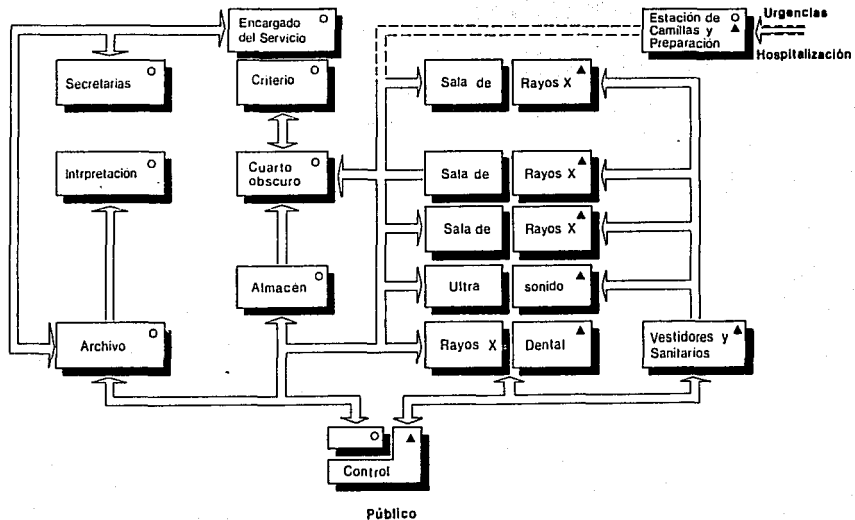 Encargado
del Servicio
Estación de
Camillas y
Preparación
Urgencias
Hospitalización
Secretarias
Criterio
Sala de
Rayos X
Intrpretación
Cuarto
obscuro
Sala de
Rayos X
Sala de
Rayos X
Almacén
Ultra
sonido
Archivo
Rayos X
Dental
Vestidores y
Sanitarios
Control
Público